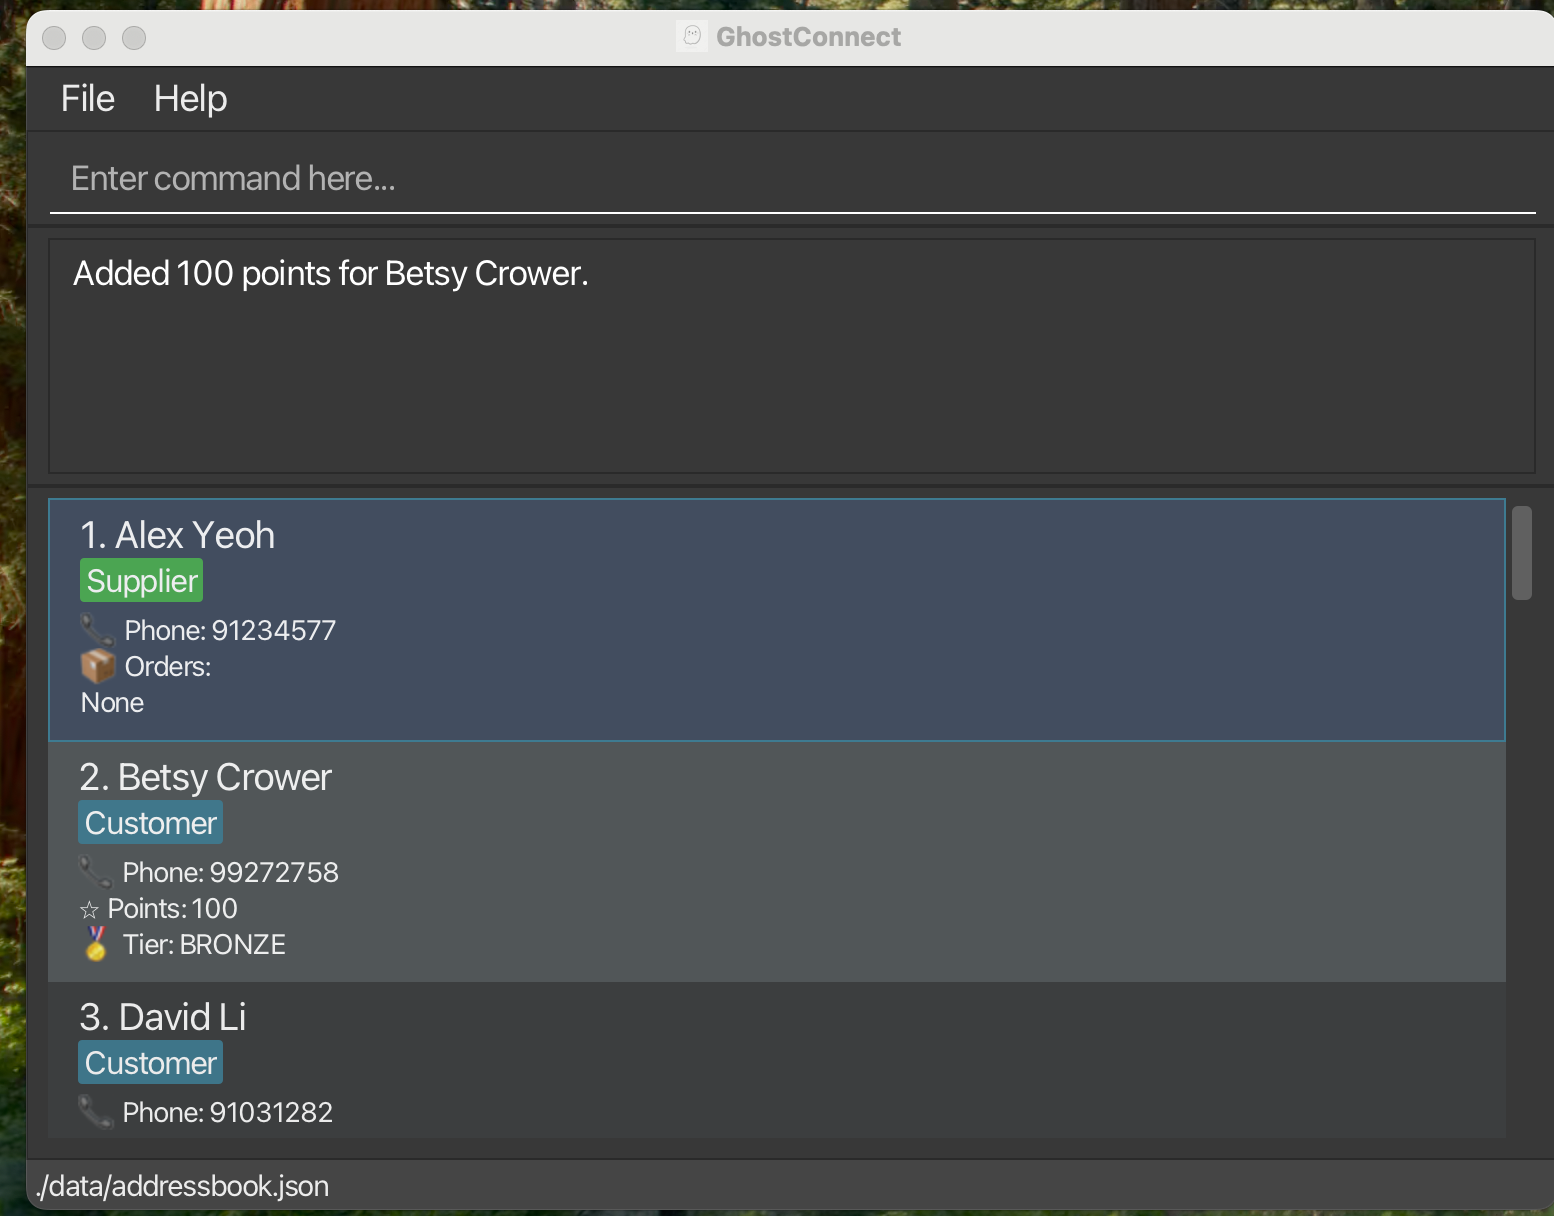 GhostConnect
File Help
Enter command here...
Added 100 points for Betsy Crower.
1. Alex Yeoh
Supplier
Phone: 91234577
Orders:
None
2. Betsy Crower
Customer
Phone: 99272758
☆ Points: 100
Tier: BRONZE
3. David Li
Customer
Phone: 91031282
./data/addressbook.json